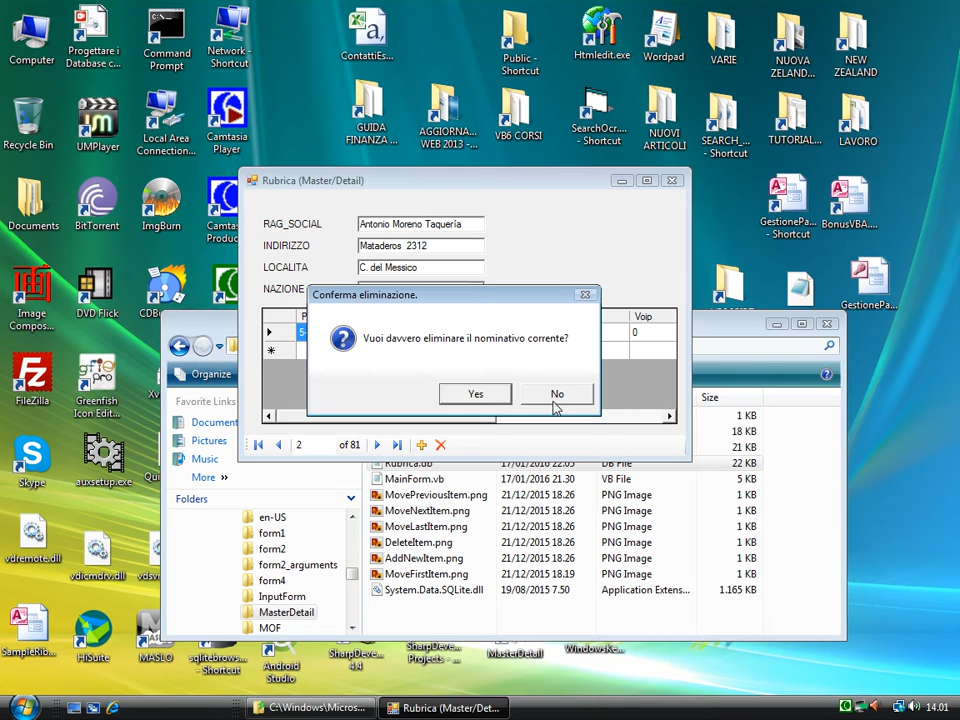 Computer
Progettare i
Database c...
Command
Prompt
Network -
Shortcut
ContattiEs...
Public -
Shortcut
Htmledit.exe
Wordpad
VARIE
NUOVA
ZELAND...
NEW
ZEALAND
Recycle Bin
UMPlayer
Local Area
Connection...
Camtasia
Player
GUIDA
FINANZA ...
AGGIORNA...
WEB 2013 -...
VB6 CORSI
SearchOcr...
- Shortcut
NUOVI
ARTICOLI
SEARCH_...
- Shortcut
TUTORIAL...
LAVORO
Documents
BitTorrent
ImgBurn
Camtas
Produc
GestionePa...
- Shortcut
BonusVBA....
Image
Compos...
DVD Flick
CDBu
GestionePa...
FileZilla
Greenfish
Icon Edit...
Xv
Skype
auxsetup.exe
Qui
vdremote.dll
vdicmdrv.dll
vdsvi
SampleRib...
HiSuite
MASLO
sqlitebrows...
- Shortcut
Android
Studio
SharpDeve...
4.4
SharpDeve...
Projects - ...
MasterDetail
WindowsKe...
Rubrica (Master/Detail)
RAG_SOCIAL
Antonio Moreno Taquería
INDIRIZZO
Mataderos 2312
LOCALITA
C. del Messico
NAZIONE
P
Voip
5-
0
2
of 81
Conferma eliminazione.
Vuoi davvero eliminare il nominativo corrente?
Yes
No
Organize
Favorite Links
Document
Pictures
Music
More »
Folders
en-US
form1
form2
form2_arguments
form4
InputForm
MasterDetail
MOF
Size
1 KB
18 KB
21 KB
Rubrica.db 17/01/2016 22.05 DB File 22 KB
MainForm.vb 17/01/2016 21.30 VB File 5 KB
MovePreviousItem.png 21/12/2015 18.26 PNG Image 1 KB
MoveNextItem.png 21/12/2015 18.26 PNG Image 1 KB
MoveLastItem.png 21/12/2015 18.26 PNG Image 1 KB
DeleteItem.png 21/12/2015 18.26 PNG Image 1 KB
AddNewItem.png 21/12/2015 18.26 PNG Image 1 KB
MoveFirstItem.png 21/12/2015 18.19 PNG Image 1 KB
System.Data.SQLite.dll 19/08/2015 7.50 Application Extens... 1.165 KB
C:\Windows\Micros...
Rubrica (Master/Det...
14.01